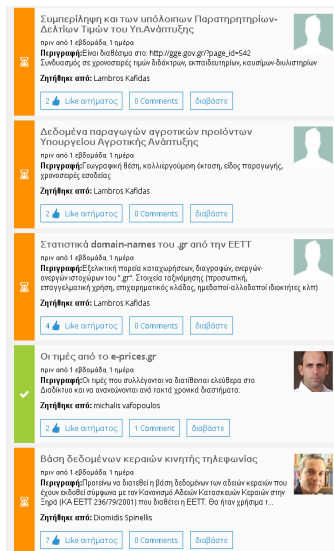 Συμπερίληψη και των υπόλοιπων Παρατηρητηρίων-
Δελτίων Τιμών του Υπ.Ανάπτυξης
πριν από 1 εβδομάδα, 1 ημέρα
Περιγραφή:Είναι διαθέσιμα στο: http://gge.gov.gr/?page_id=542
Συνδυασμός σε χρονοσειρές τιμών διδάκτρων, εκπαιδευτηρίων, καυσίμων-διυλιστηρίων
Ζητήθηκε από: Lambros Kafidas
2 Like αιτήματος 0 Comments διαβάστε
Δεδομένα παραγωγών αγροτικών προϊόντων
Υπουργείου Αγροτικής Ανάπτυξης
πριν από 1 εβδομάδα, 1 ημέρα
Περιγραφή:Γεωγραφική θέση, καλλιεργούμενη έκταση, είδος παραγωγής,
χρονοσειρές εσοδείας
Ζητήθηκε από: Lambros Kafidas
2 Like αιτήματος 0 Comments διαβάστε
Στατιστικά domain-names του .gr από την ΕΕΤΤ
πριν από 1 εβδομάδα, 1 ημέρα
Περιγραφή:Εξελικτική πορεία καταχωρήσεων, διαγραφών, ενεργών-
ανεργών ιστοχώρων του ".gr". Στοιχεία ταξινόμησης (προσωπική,
επαγγελματική χρήση, επιχειρηματικός κλάδος, ημεδαποί-αλλοδαποί ιδιοκτήτες κλπ)
Ζητήθηκε από: Lambros Kafidas
4 Like αιτήματος 0 Comments διαβάστε
Οι τιμές από το e-prices.gr
πριν από 1 εβδομάδα, 1 ημέρα
Περιγραφή:Οι τιμές που συλλέγονται να διατίθενται ελεύθερα στο
Διαδίκτυο και να ανανεώνονται ανά τακτά χρονικά διαστήματα.
Ζητήθηκε από: michalis vafopoulos
2 Like αιτήματος 1 Comment διαβάστε
Βάση δεδομένων κεραιών κινητής τηλεφωνίας
πριν από 1 εβδομάδα, 1 ημέρα
Περιγραφή:Προτείνω να διατεθεί η βάση δεδομένων των αδειών κεραιών που
έχουν εκδοθεί σύμφωνα με τον Κανονισμό Αδειών Κατασκευών Κεραιών στην
Ξηρά (ΚΑ ΕΕΤΤ 236/79/2001) που διαθέτει η ΕΕΤΤ. Θα ήταν χρήσιμα τ...
Ζητήθηκε από: Diomidis Spinellis
7 Like αιτήματος 0 Comments διαβάστε